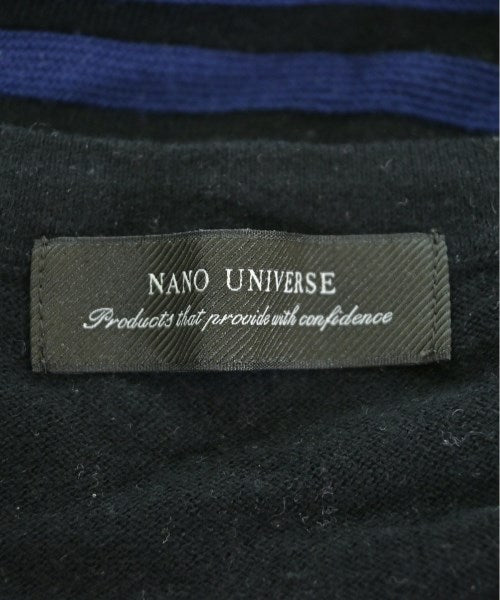 NANO UNIVERSE
Products that provide with confidence